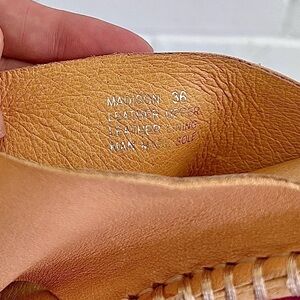 MADISON 36
LEATHER UPPER
LEATHER LINING
MAN SOLE